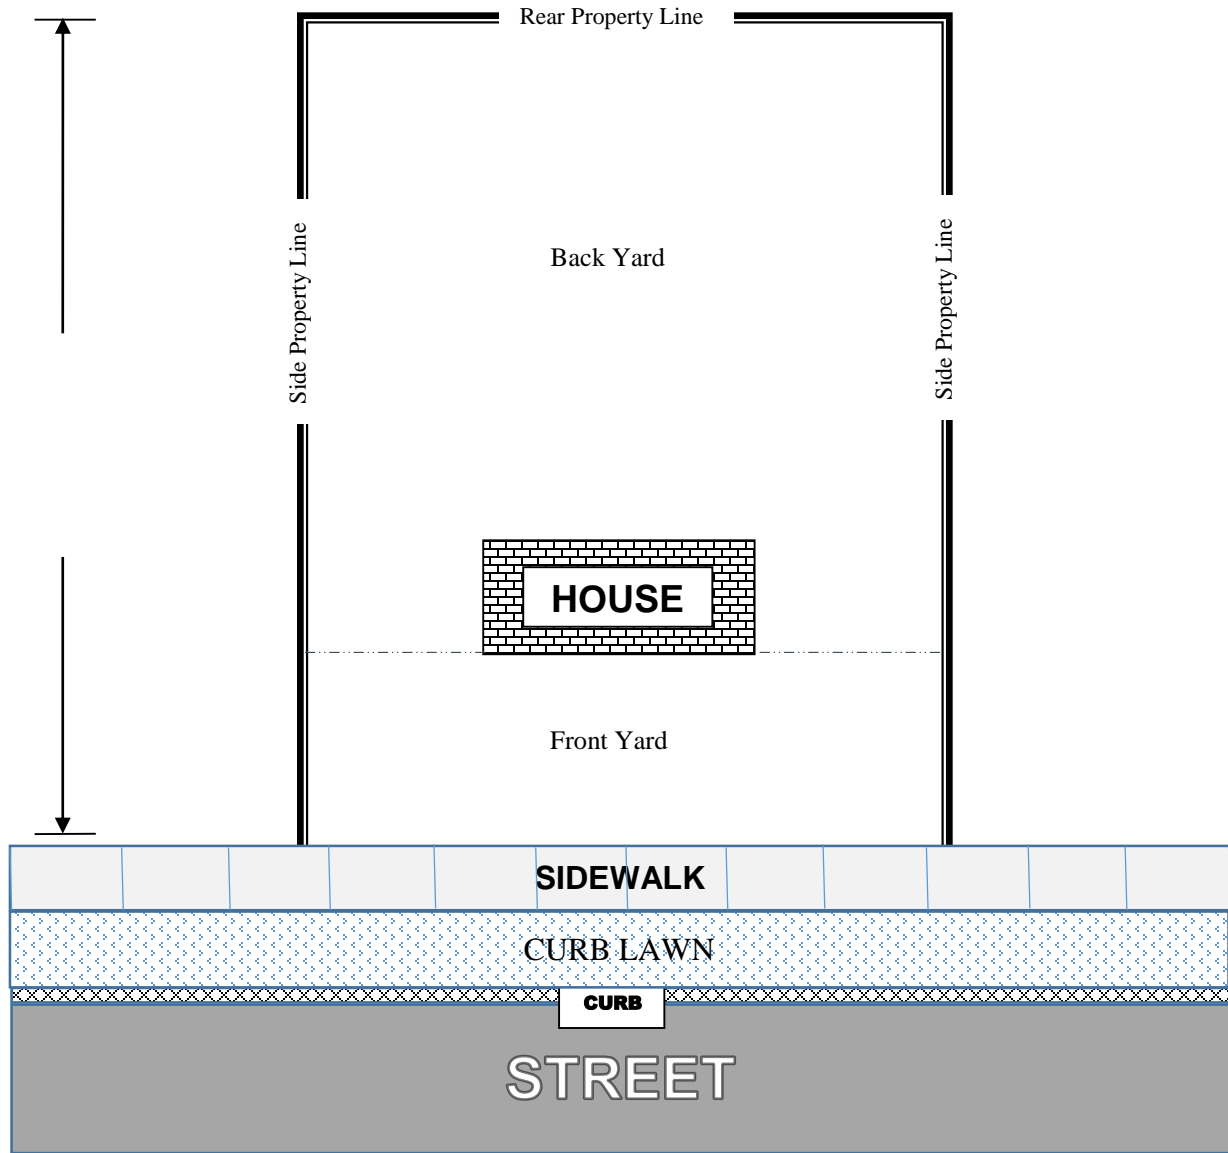 Rear Property Line
Side Property Line
Back Yard
Side Property Line
HOUSE
Front Yard
SIDEWALK
CURB LAWN
CURB
STREET